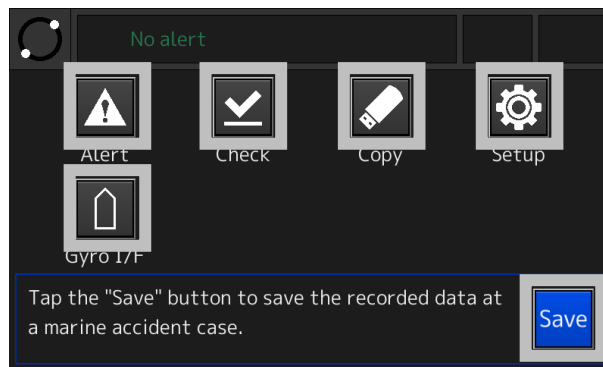 No alert
Alert Check Copy Setup
Gyro I/F
Tap the "Save" button to save the recorded data at
a marine accident case.
Save